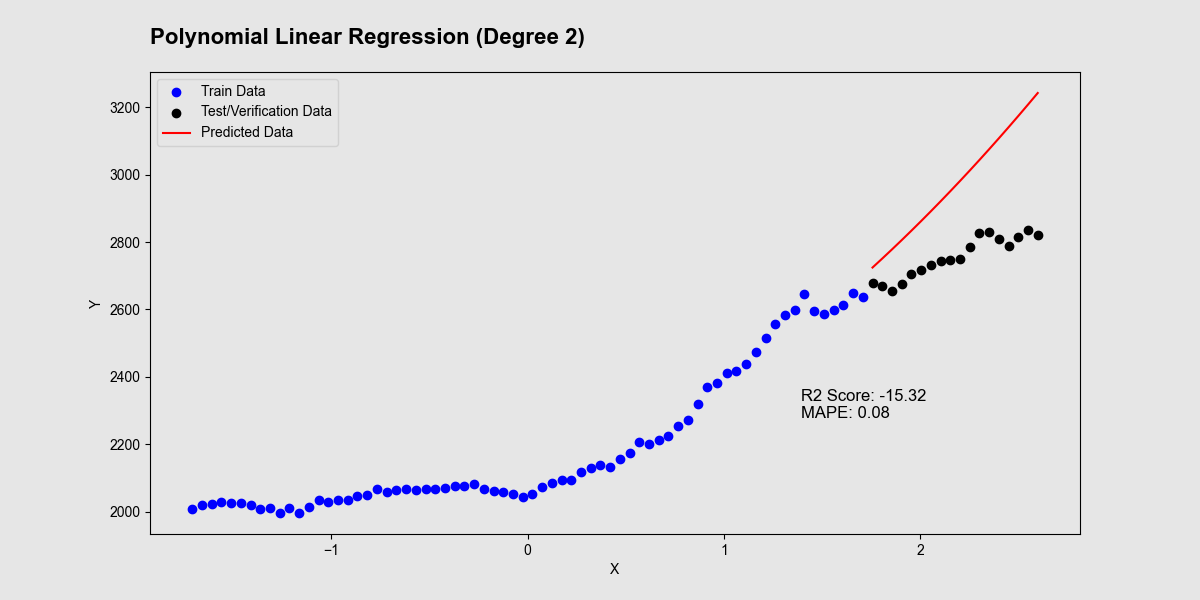 Polynomial Linear Regression (Degree 2)
Train Data
Test/Verification Data
Predicted Data
3200
3000
2800
2600
2400
2200
2000
Y
R2 Score: -15.32
MAPE: 0.08
−1
0
1
2
X